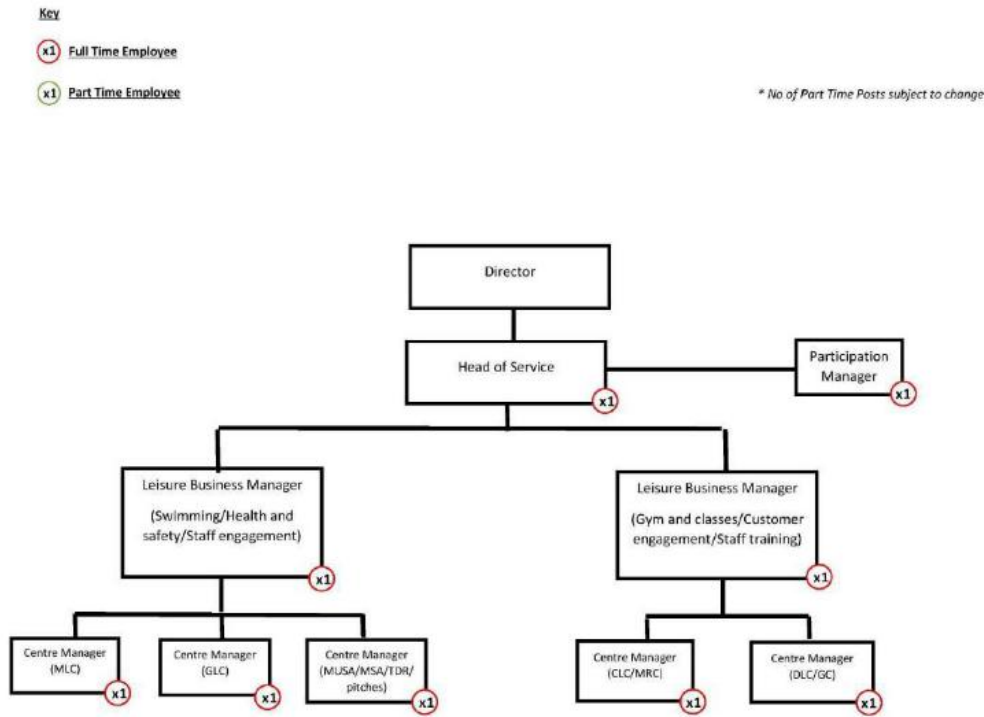 Key
x1 Full Time Employee
x1 Part Time Employee
* No of Part Time Posts subject to change
Director
Head of Service
x1
Participation
Manager
x1
Leisure Business Manager
(Swimming/Health and
safety/Staff engagement)
x1
Leisure Business Manager
(Gym and classes/Customer
engagement/Staff training)
x1
Centre Manager
(MLC)
x1
Centre Manager
(GLC)
x1
Centre Manager
(MUSA/MSA/TDR/
pitches)
x1
Centre Manager
(CLC/MRC)
x1
Centre Manager
(DLC/GC)
x1